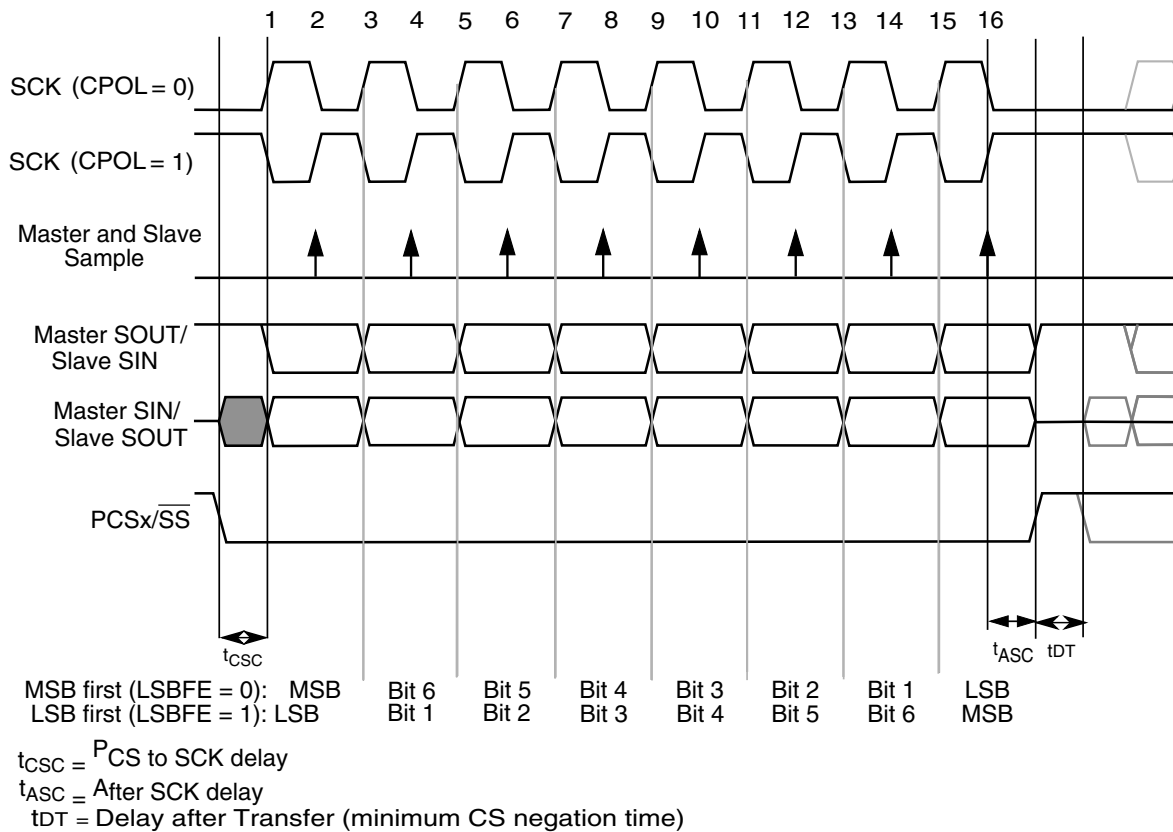 1 2 3 4 5 6 7 8 9 10 11 12 13 14 15 16
SCK (CPOL = 0)
SCK (CPOL = 1)
Master and Slave
Sample
Master SOUT/
Slave SIN
Master SIN/
Slave SOUT
PCSx/SS
tCSC
tASC
tDT
MSB first (LSBFE = 0): MSB Bit 6 Bit 5 Bit 4 Bit 3 Bit 2 Bit 1 LSB
LSB first (LSBFE = 1): LSB Bit 1 Bit 2 Bit 3 Bit 4 Bit 5 Bit 6 MSB
tCSC = PCS to SCK delay
tASC = After SCK delay
tDT = Delay after Transfer (minimum CS negation time)